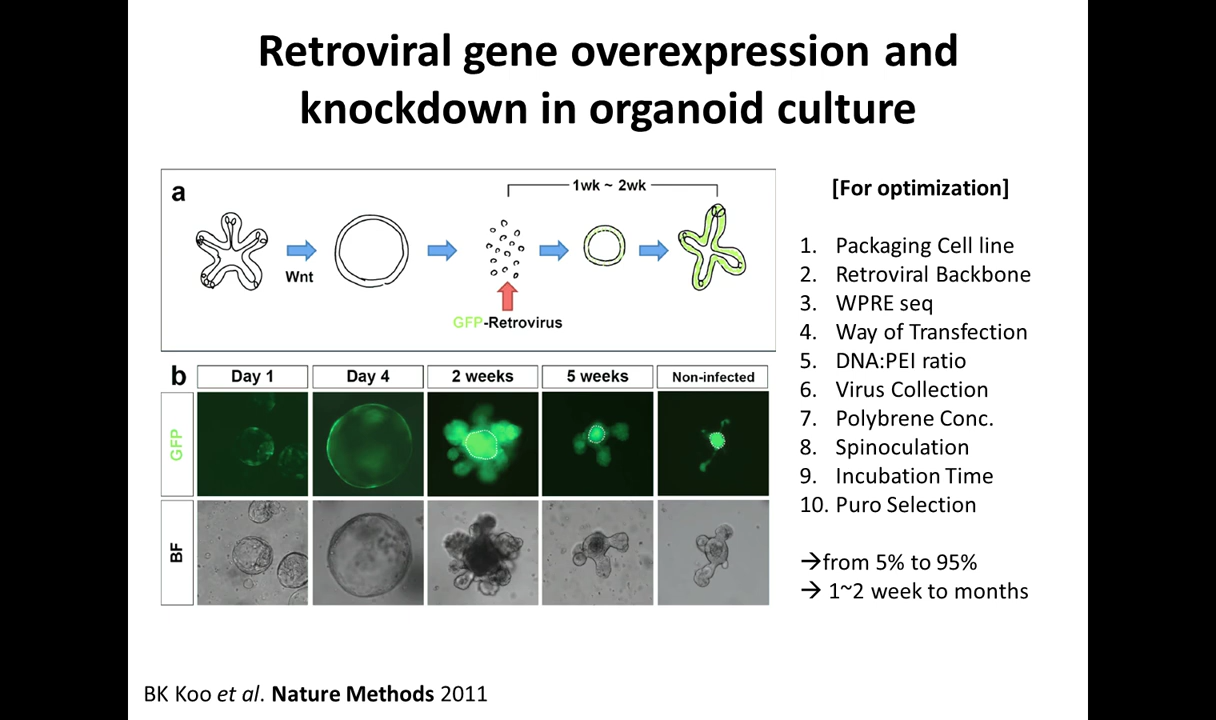 Retroviral gene overexpression and
knockdown in organoid culture
a
1wk ~ 2wk
Wnt
GFP-Retrovirus
b
Day 1
Day 4
2 weeks
5 weeks
Non-infected
GFP
BF
[For optimization]
1. Packaging Cell line
2. Retroviral Backbone
3. WPRE seq
4. Way of Transfection
5. DNA:PEI ratio
6. Virus Collection
7. Polybrene Conc.
8. Spinoculation
9. Incubation Time
10. Puro Selection
→from 5% to 95%
→ 1~2 week to months
BK Koo et al. Nature Methods 2011